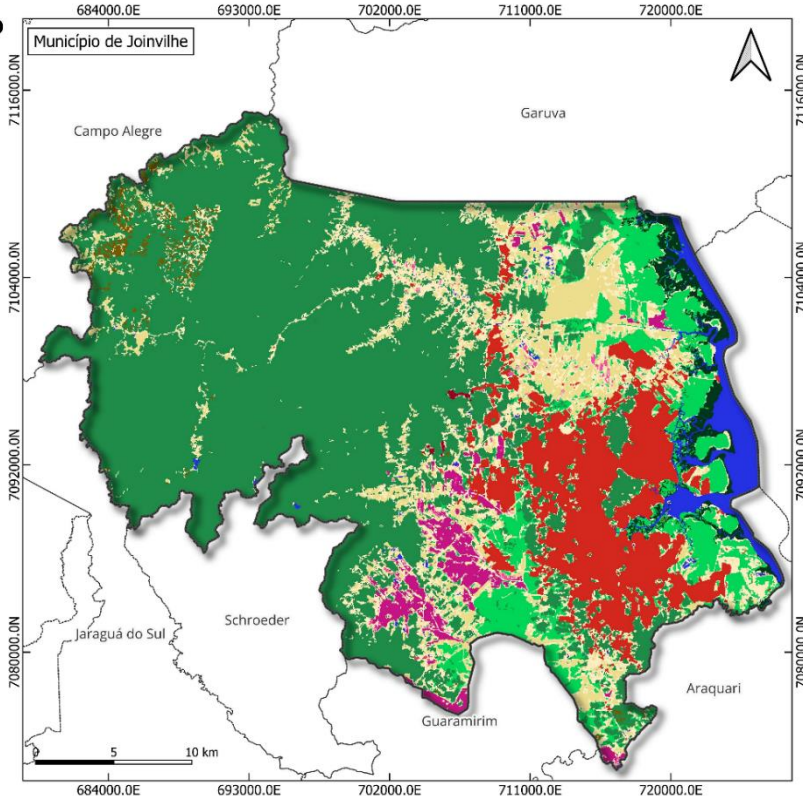 684000.0E 693000.0E 702000.0E 711000.0E 720000.0E
Município de Joinvilhe
7116000.0N 7116000.0N
Campo Alegre
Garuva
7104000.0N 7104000.0N
7092000.0N 7092000.0N
Schroeder
Jaraguá do Sul
7080000.0N 7080000.0N
Araquari
Guaramirim
0 5 10 km
684000.0E 693000.0E 702000.0E 711000.0E 720000.0E